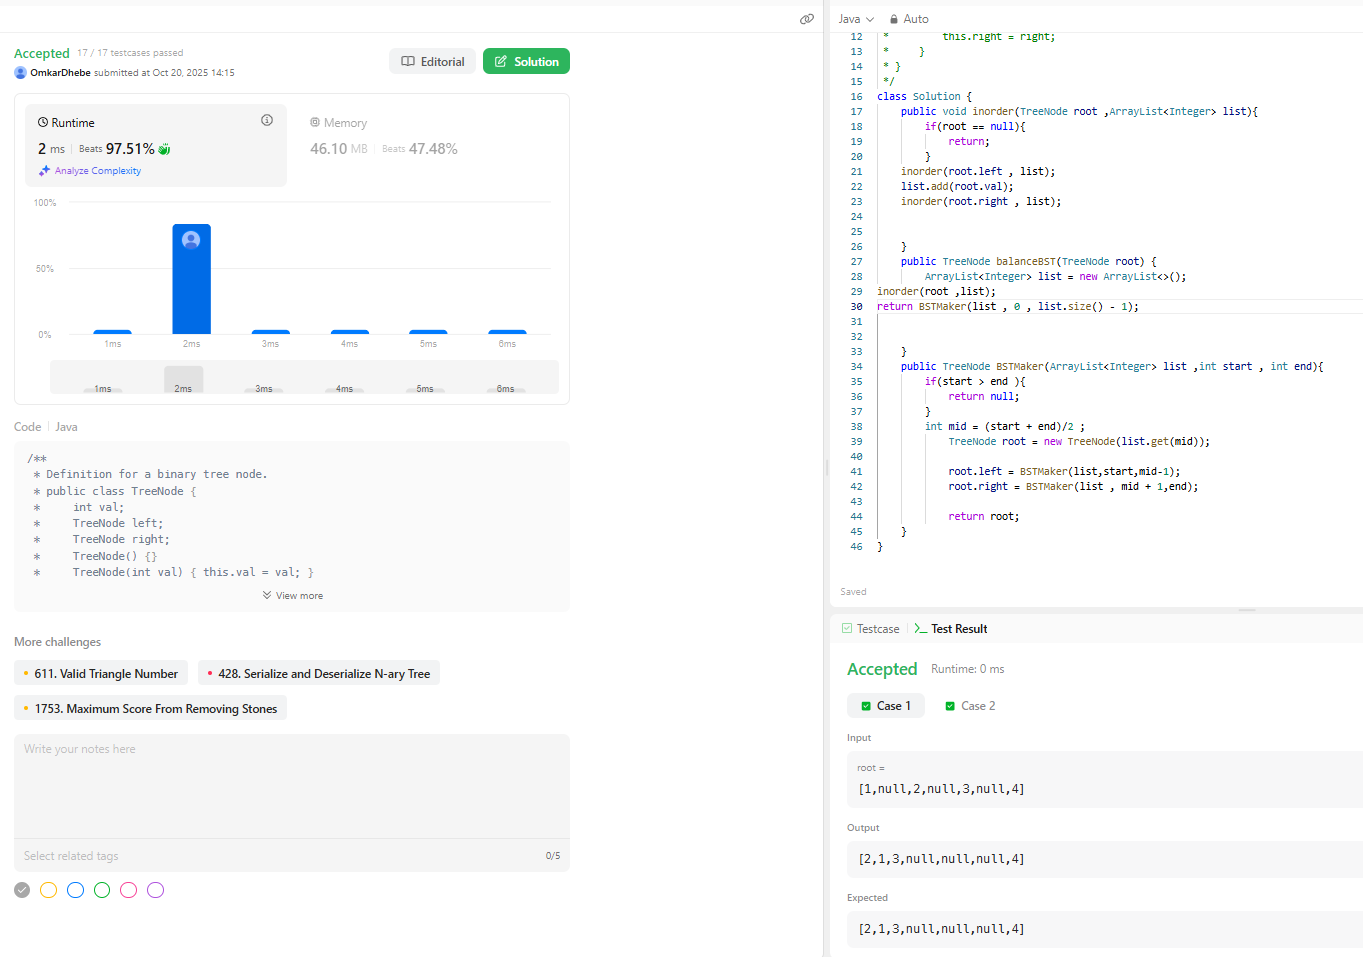 Accepted 17 / 17 testcases passed
OmkarDhebe submitted at Oct 20, 2025 14:15
Editorial
Solution
Runtime
2 ms | Beats 97.51%
Analyze Complexity
Memory
46.10 MB | Beats 47.48%
100%
50%
0%
1ms 2ms 3ms 4ms 5ms 6ms
1ms 2ms 3ms 4ms 5ms 6ms
Code | Java
/**
 * Definition for a binary tree node.
 * public class TreeNode {
 *     int val;
 *     TreeNode left;
 *     TreeNode right;
 *     TreeNode() {}
 *     TreeNode(int val) { this.val = val; }
View more
More challenges
611. Valid Triangle Number
428. Serialize and Deserialize N-ary Tree
1753. Maximum Score From Removing Stones
Write your notes here
Select related tags 0/5
Java Auto
12 *         this.right = right;
13 *     }
14 * }
15 */
16 class Solution {
17     public void inorder(TreeNode root ,ArrayList<Integer> list){
18         if(root == null){
19             return;
20         }
21     inorder(root.left , list);
22     list.add(root.val);
23     inorder(root.right , list);
24
25
26     }
27     public TreeNode balanceBST(TreeNode root) {
28         ArrayList<Integer> list = new ArrayList<>();
29 inorder(root ,list);
30 return BSTMaker(list , 0 , list.size() - 1);
31
32
33     }
34     public TreeNode BSTMaker(ArrayList<Integer> list ,int start , int end){
35         if(start > end ){
36             return null;
37         }
38         int mid = (start + end)/2 ;
39             TreeNode root = new TreeNode(list.get(mid));
40
41             root.left = BSTMaker(list,start,mid-1);
42             root.right = BSTMaker(list , mid + 1,end);
43
44             return root;
45     }
46 }
Saved
Testcase | Test Result
Accepted Runtime: 0 ms
Case 1 Case 2
Input
root =
[1,null,2,null,3,null,4]
Output
[2,1,3,null,null,null,4]
Expected
[2,1,3,null,null,null,4]